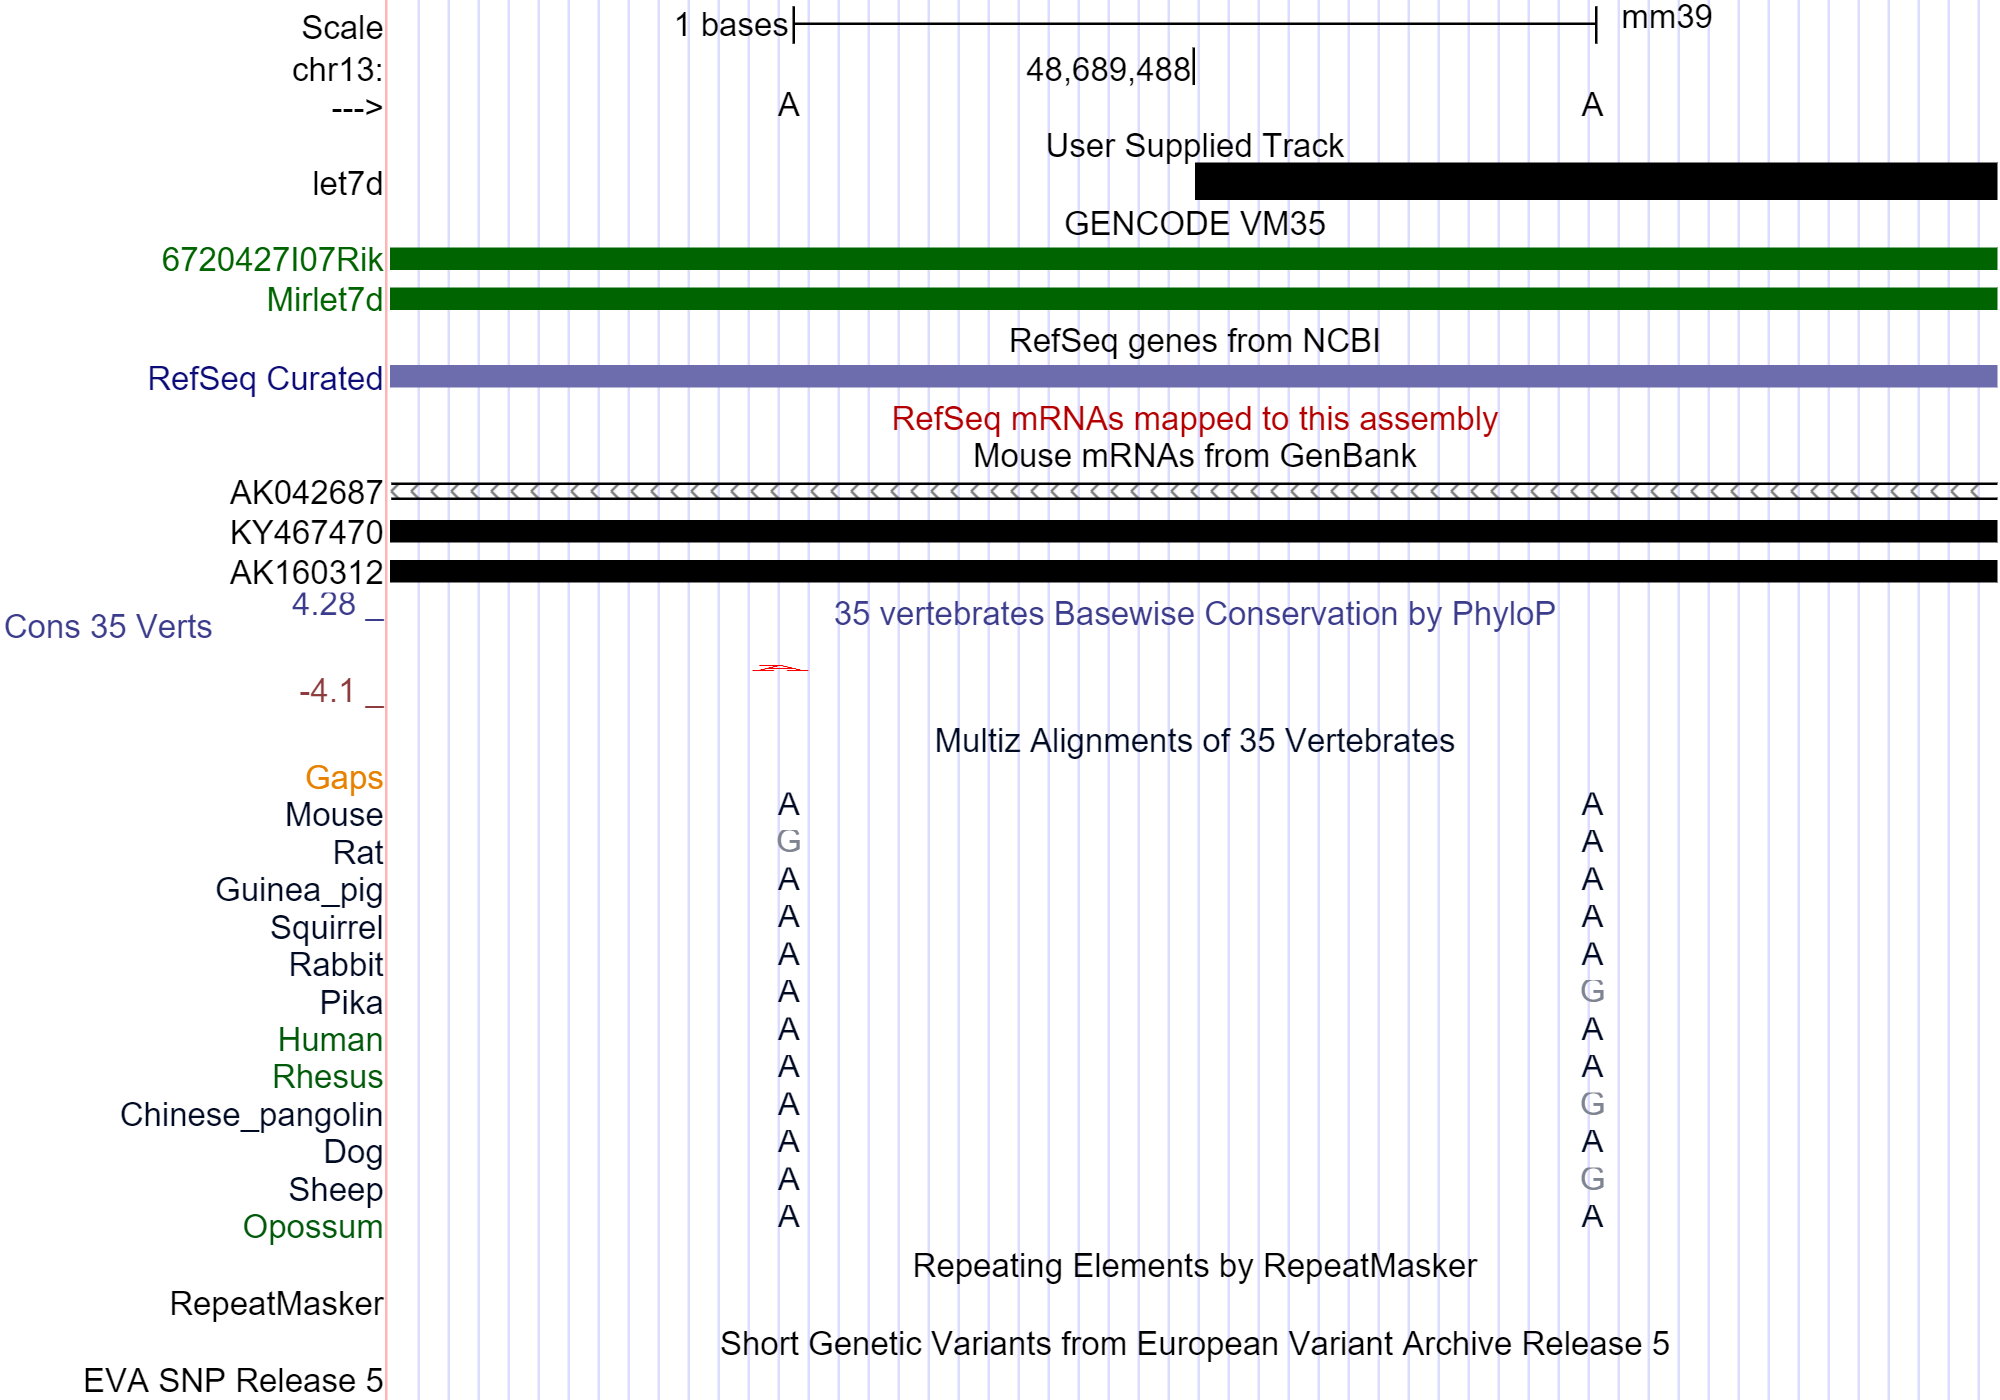 Scale 1 bases mm39
chr13: 48,689,488
---> A A
User Supplied Track
let7d
GENCODE VM35
6720427I07Rik
Mirlet7d
RefSeq genes from NCBI
RefSeq Curated
RefSeq mRNAs mapped to this assembly
Mouse mRNAs from GenBank
AK042687
KY467470
AK160312
4.28 _ 35 vertebrates Basewise Conservation by PhyloP
Cons 35 Verts
-4.1 _
Multiz Alignments of 35 Vertebrates
Gaps
Mouse A A
Rat G A
Guinea_pig A A
Squirrel A A
Rabbit A A
Pika A G
Human A A
Rhesus A A
Chinese_pangolin A G
Dog A A
Sheep A G
Opossum A A
Repeating Elements by RepeatMasker
RepeatMasker
Short Genetic Variants from European Variant Archive Release 5
EVA SNP Release 5